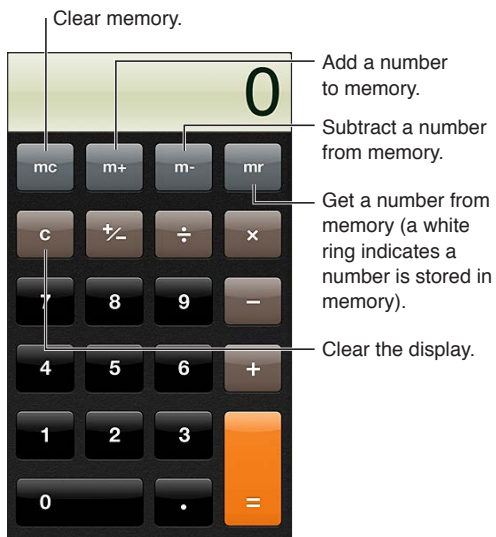 Clear memory.
0
Add a number
to memory.
Subtract a number
from memory.
mc m+ m- mr
Get a number from
memory (a white
ring indicates a
number is stored in
memory).
c +/− ÷ ×
7 8 9 −
Clear the display.
4 5 6 +
1 2 3
0 . =